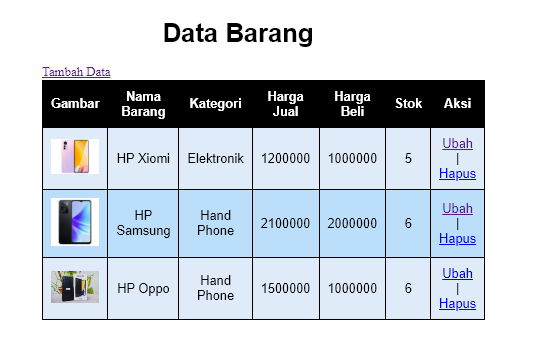 Data Barang
Tambah Data
Gambar Nama Barang Kategori Harga Jual Harga Beli Stok Aksi
HP Xiomi Elektronik 1200000 1000000 5 Ubah | Hapus
HP Samsung Hand Phone 2100000 2000000 6 Ubah | Hapus
HP Oppo Hand Phone 1500000 1000000 6 Ubah | Hapus